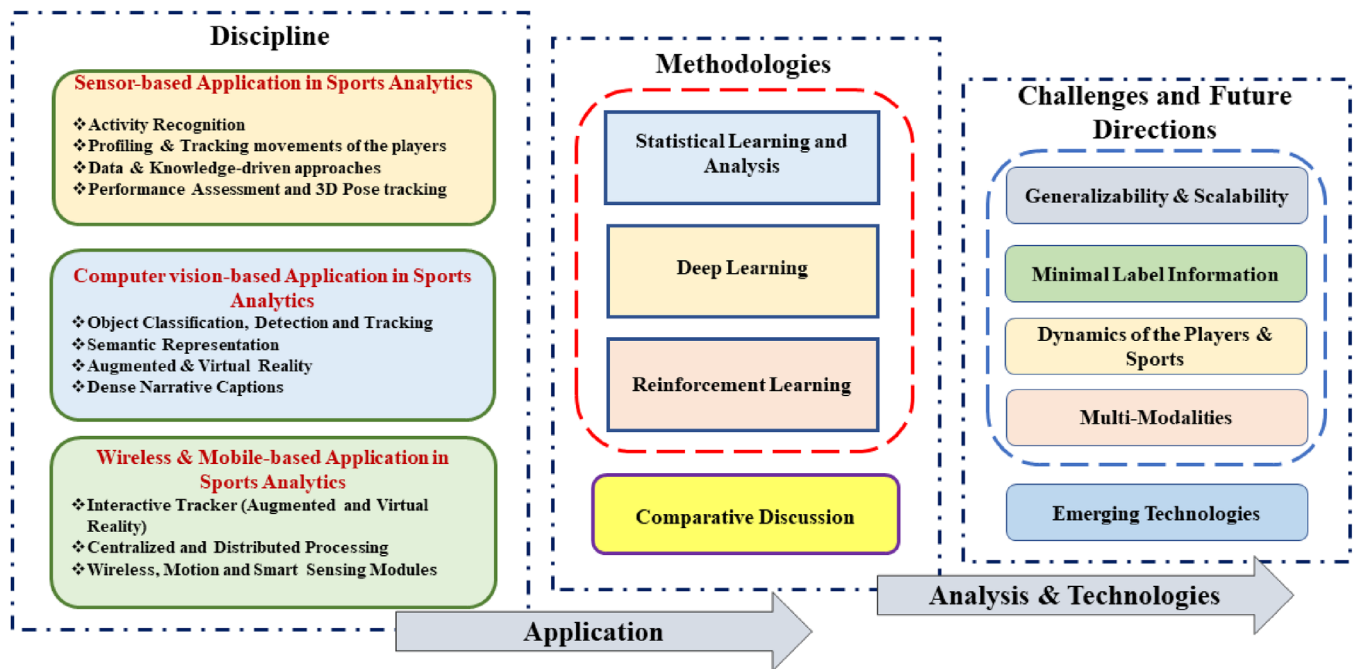 Discipline
Sensor-based Application in Sports Analytics
❖Activity Recognition
❖Profiling & Tracking movements of the players
❖Data & Knowledge-driven approaches
❖Performance Assessment and 3D Pose tracking
Computer vision-based Application in Sports
Analytics
❖Object Classification, Detection and Tracking
❖Semantic Representation
❖Augmented & Virtual Reality
❖Dense Narrative Captions
Wireless & Mobile-based Application in
Sports Analytics
❖Interactive Tracker (Augmented and Virtual
Reality)
❖Centralized and Distributed Processing
❖Wireless, Motion and Smart Sensing Modules
Application
Methodologies
Statistical Learning and
Analysis
Deep Learning
Reinforcement Learning
Comparative Discussion
Analysis & Technologies
Challenges and Future
Directions
Generalizability & Scalability
Minimal Label Information
Dynamics of the Players &
Sports
Multi-Modalities
Emerging Technologies